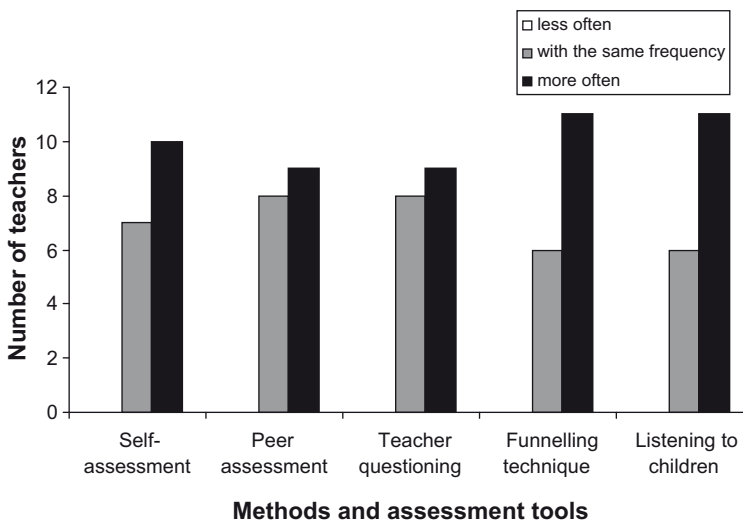 less often
with the same frequency
more often
12
10
8
6
4
2
0
Number of teachers
Self-
assessment
Peer
assessment
Teacher
questioning
Funnelling
technique
Listening to
children
Methods and assessment tools